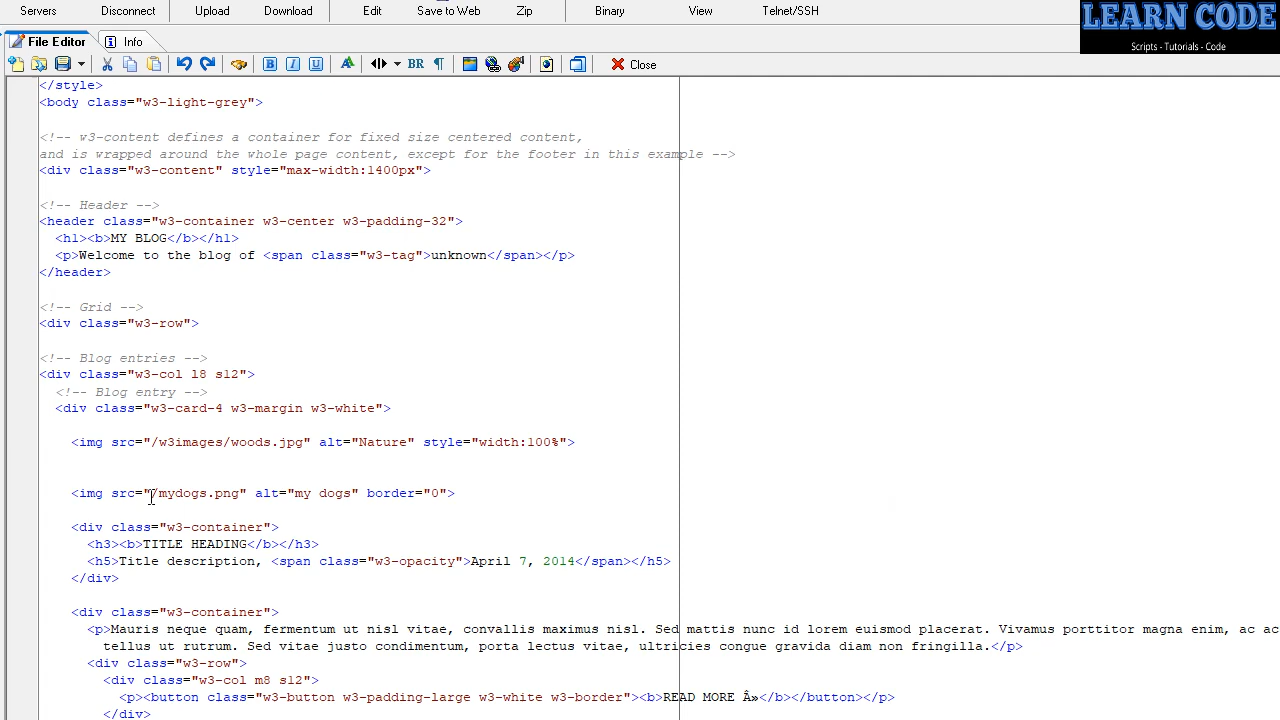 Servers Disconnect Upload Download Edit Save to Web Zip Binary View Telnet/SSH
LEARN CODE
Scripts - Tutorials - Code
File Editor Info
BR ¶ Close
</style>
<body class="w3-light-grey">
<!-- w3-content defines a container for fixed size centered content,
and is wrapped around the whole page content, except for the footer in this example -->
<div class="w3-content" style="max-width:1400px">
<!-- Header -->
<header class="w3-container w3-center w3-padding-32">
<h1><b>MY BLOG</b></h1>
<p>Welcome to the blog of <span class="w3-tag">unknown</span></p>
</header>
<!-- Grid -->
<div class="w3-row">
<!-- Blog entries -->
<div class="w3-col l8 s12">
<!-- Blog entry -->
<div class="w3-card-4 w3-margin w3-white">
<img src="/w3images/woods.jpg" alt="Nature" style="width:100%">
<img src="/mydogs.png" alt="my dogs" border="0">
<div class="w3-container">
<h3><b>TITLE HEADING</b></h3>
<h5>Title description, <span class="w3-opacity">April 7, 2014</span></h5>
</div>
<div class="w3-container">
<p>Mauris neque quam, fermentum ut nisl vitae, convallis maximus nisl. Sed mattis nunc id lorem euismod placerat. Vivamus porttitor magna enim, ac ac
tellus ut rutrum. Sed vitae justo condimentum, porta lectus vitae, ultricies congue gravida diam non fringilla.</p>
<div class="w3-row">
<div class="w3-col m8 s12">
<p><button class="w3-button w3-padding-large w3-white w3-border"><b>READ MORE Â»</b></button></p>
</div>